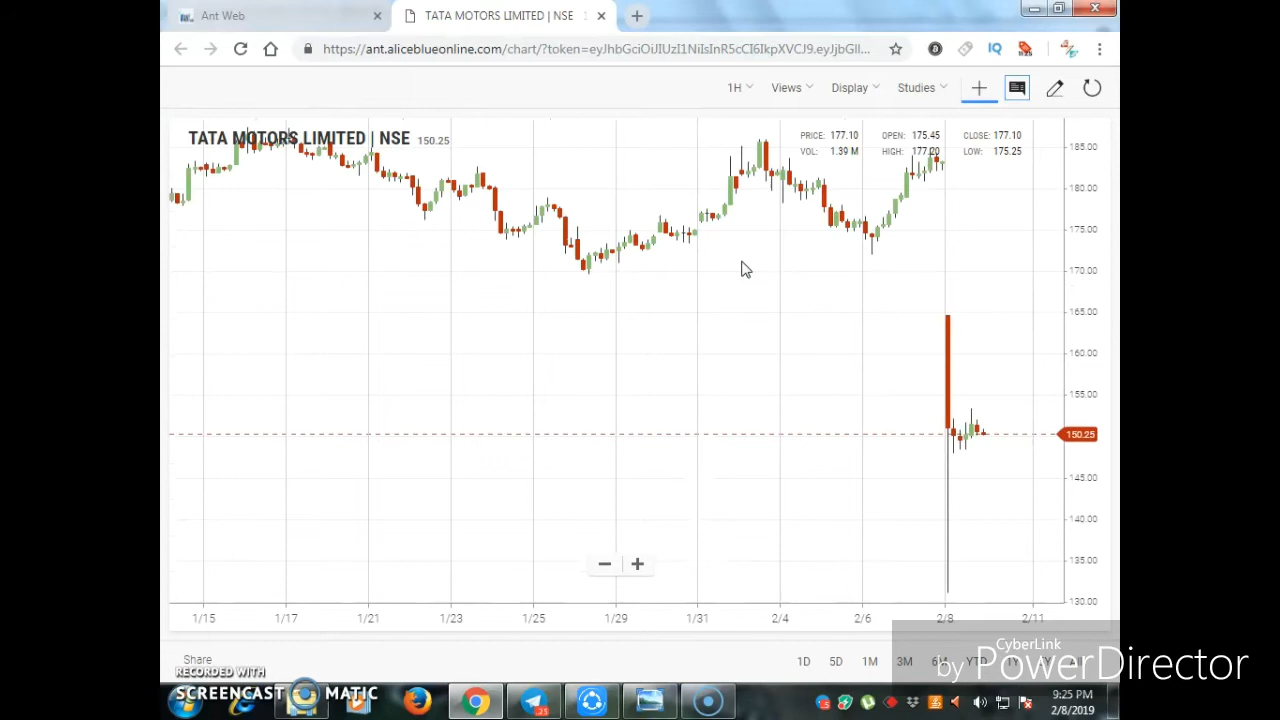 Ant Web
TATA MOTORS LIMITED | NSE
https://ant.aliceblueonline.com/chart/?token=eyJhbGciOiJIUzI1NiIsInR5cCI6IkpXVCJ9.eyJjbGll...
1H Views Display Studies
TATA MOTORS LIMITED | NSE 150.25
PRICE: 177.10 OPEN: 175.45 CLOSE: 177.10
VOL: 1.39 M HIGH: 177.20 LOW: 175.25
185.00
180.00
175.00
170.00
165.00
160.00
155.00
150.25
145.00
140.00
135.00
130.00
1/15 1/17 1/21 1/23 1/25 1/29 1/31 2/4 2/6 2/8 2/11
Share
1D 5D 1M 3M 6M YTD 1Y
CyberLink
by PowerDirector
RECORDED WITH
SCREENCAST MATIC
9:25 PM
2/8/2019